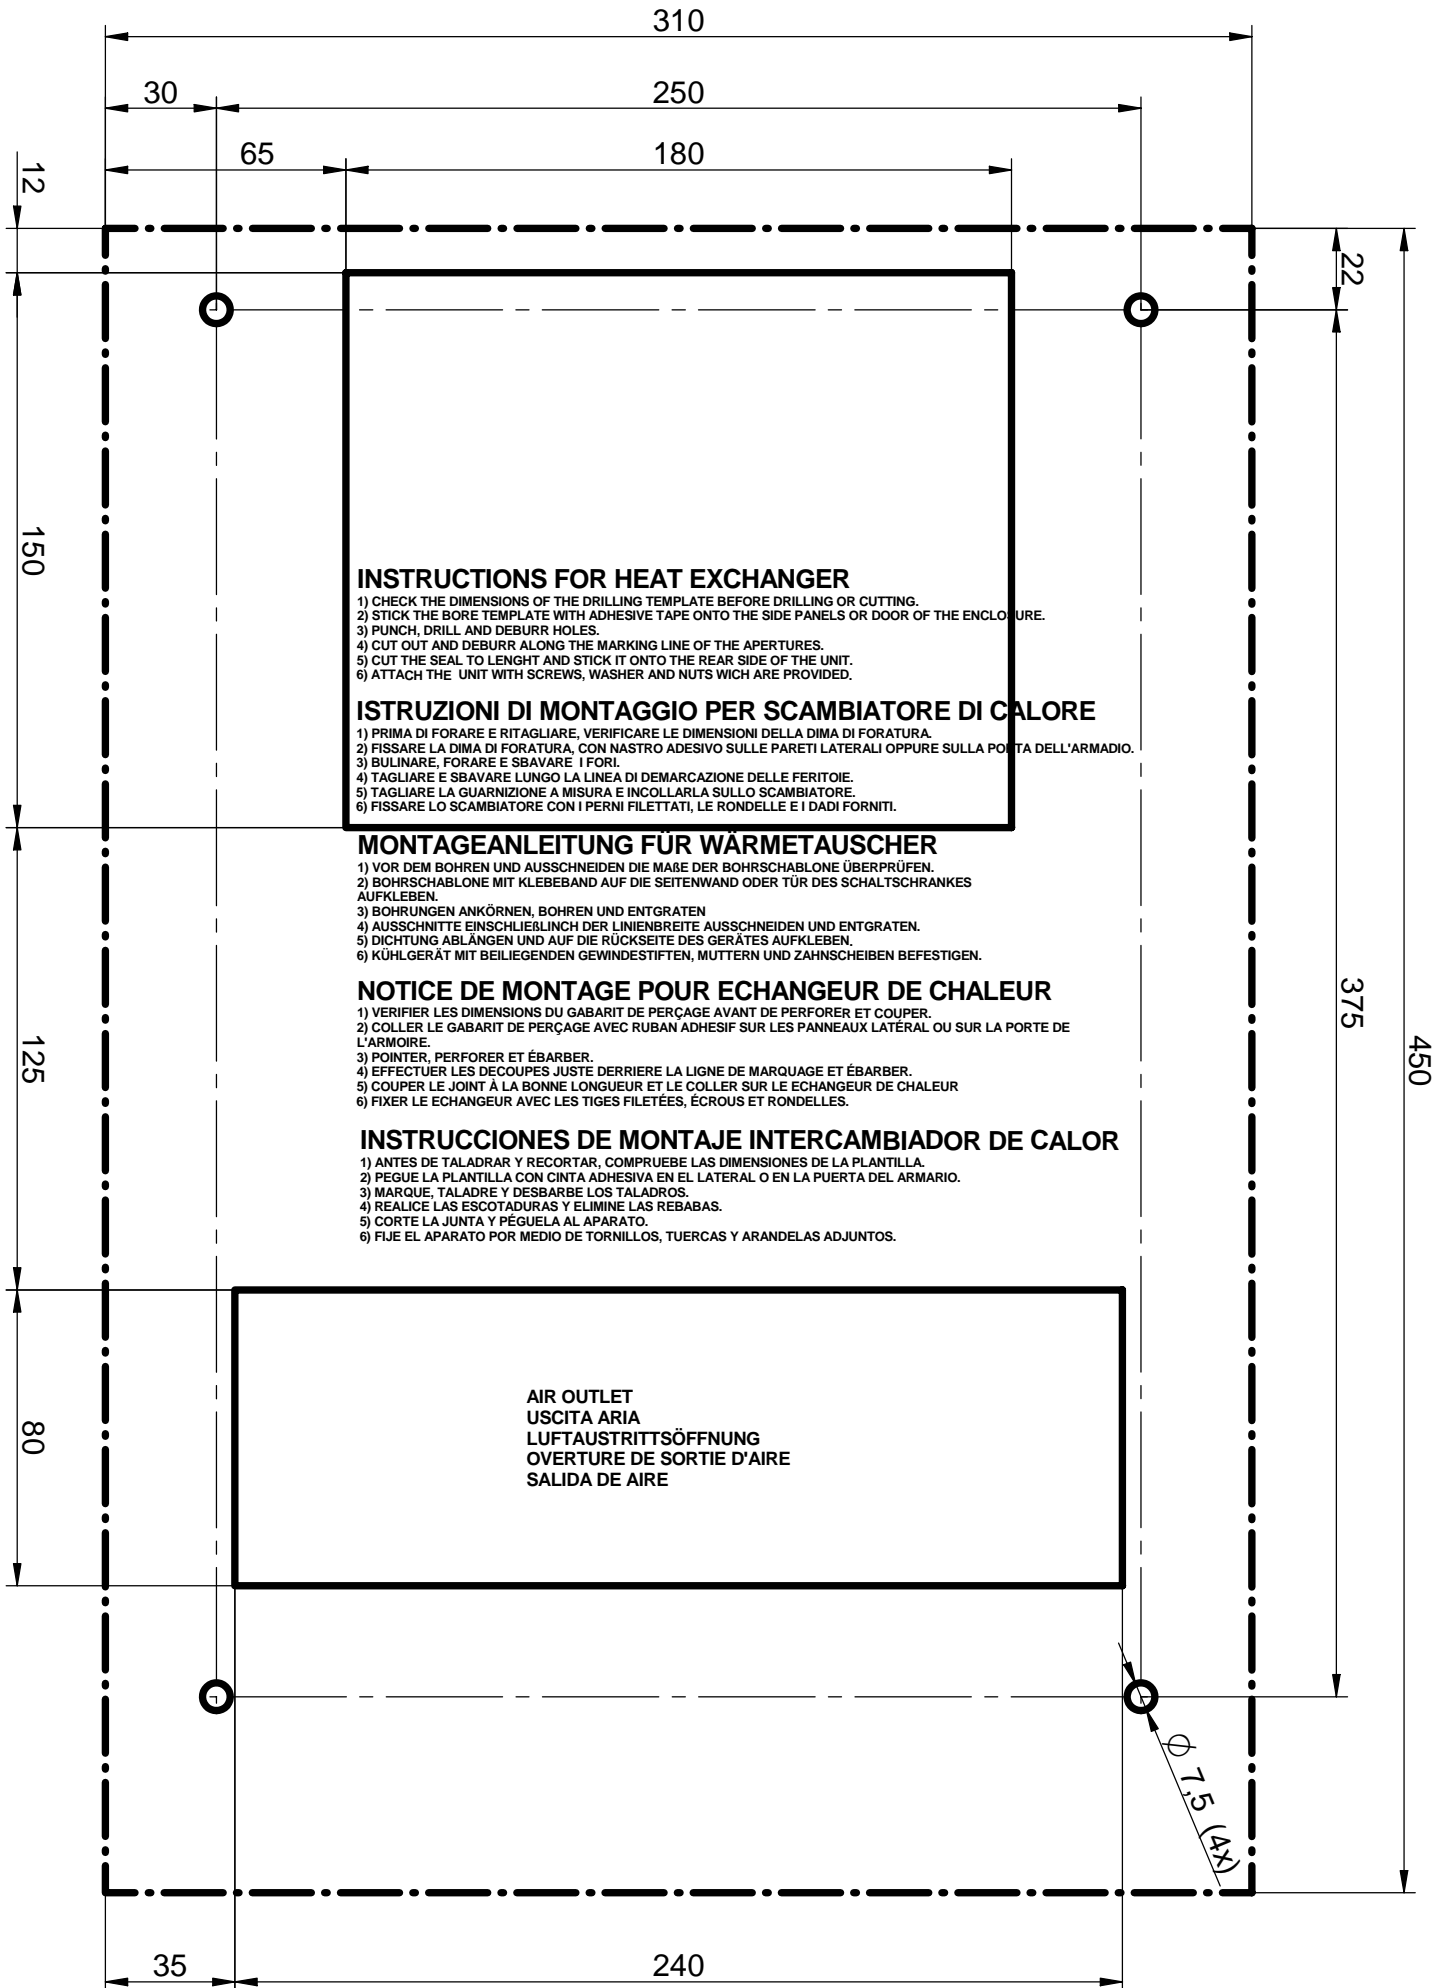 310
30
250
65
180
12
22
150
INSTRUCTIONS FOR HEAT EXCHANGER
1) CHECK THE DIMENSIONS OF THE DRILLING TEMPLATE BEFORE DRILLING OR CUTTING.
2) STICK THE BORE TEMPLATE WITH ADHESIVE TAPE ONTO THE SIDE PANELS OR DOOR OF THE ENCLOSURE.
3) PUNCH, DRILL AND DEBURR HOLES.
4) CUT OUT AND DEBURR ALONG THE MARKING LINE OF THE APERTURES.
5) CUT THE SEAL TO LENGHT AND STICK IT ONTO THE REAR SIDE OF THE UNIT.
6) ATTACH THE UNIT WITH SCREWS, WASHER AND NUTS WICH ARE PROVIDED.
ISTRUZIONI DI MONTAGGIO PER SCAMBIATORE DI CALORE
1) PRIMA DI FORARE E RITAGLIARE, VERIFICARE LE DIMENSIONI DELLA DIMA DI FORATURA.
2) FISSARE LA DIMA DI FORATURA, CON NASTRO ADESIVO SULLE PARETI LATERALI OPPURE SULLA PORTA DELL'ARMADIO.
3) BULINARE, FORARE E SBAVARE I FORI.
4) TAGLIARE E SBAVARE LUNGO LA LINEA DI DEMARCAZIONE DELLE FERITOIE.
5) TAGLIARE LA GUARNIZIONE A MISURA E INCOLLARLA SULLO SCAMBIATORE.
6) FISSARE LO SCAMBIATORE CON I PERNI FILETTATI, LE RONDELLE E I DADI FORNITI.
MONTAGEANLEITUNG FÜR WÄRMETAUSCHER
1) VOR DEM BOHREN UND AUSSCHNEIDEN DIE MAßE DER BOHRSCHABLONE ÜBERPRÜFEN.
2) BOHRSCHABLONE MIT KLEBEBAND AUF DIE SEITENWAND ODER TÜR DES SCHALTSCHRANKES
AUFKLEBEN.
3) BOHRUNGEN ANKÖRNEN, BOHREN UND ENTGRATEN
4) AUSSCHNITTE EINSCHLIEßLINCH DER LINIENBREITE AUSSCHNEIDEN UND ENTGRATEN.
5) DICHTUNG ABLÄNGEN UND AUF DIE RÜCKSEITE DES GERÄTES AUFKLEBEN.
6) KÜHLGERÄT MIT BEILIEGENDEN GEWINDESTIFTEN, MUTTERN UND ZAHNSCHEIBEN BEFESTIGEN.
NOTICE DE MONTAGE POUR ECHANGEUR DE CHALEUR
1) VERIFIER LES DIMENSIONS DU GABARIT DE PERÇAGE AVANT DE PERFORER ET COUPER.
2) COLLER LE GABARIT DE PERÇAGE AVEC RUBAN ADHESIF SUR LES PANNEAUX LATÉRAL OU SUR LA PORTE DE
L'ARMOIRE.
3) POINTER, PERFORER ET ÉBARBER.
4) EFFECTUER LES DECOUPES JUSTE DERRIERE LA LIGNE DE MARQUAGE ET ÉBARBER.
5) COUPER LE JOINT À LA BONNE LONGUEUR ET LE COLLER SUR LE ECHANGEUR DE CHALEUR
6) FIXER LE ECHANGEUR AVEC LES TIGES FILETÉES, ÉCROUS ET RONDELLES.
375
125
450
INSTRUCCIONES DE MONTAJE INTERCAMBIADOR DE CALOR
1) ANTES DE TALADRAR Y RECORTAR, COMPRUEBE LAS DIMENSIONES DE LA PLANTILLA.
2) PEGUE LA PLANTILLA CON CINTA ADHESIVA EN EL LATERAL O EN LA PUERTA DEL ARMARIO.
3) MARQUE, TALADRE Y DESBARBE LOS TALADROS.
4) REALICE LAS ESCOTADURAS Y ELIMINE LAS REBABAS.
5) CORTE LA JUNTA Y PÉGUELA AL APARATO.
6) FIJE EL APARATO POR MEDIO DE TORNILLOS, TUERCAS Y ARANDELAS ADJUNTOS.
80
AIR OUTLET
USCITA ARIA
LUFTAUSTRITTSÖFFNUNG
OVERTURE DE SORTIE D'AIRE
SALIDA DE AIRE
Ø 7,5 (4x)
35
240